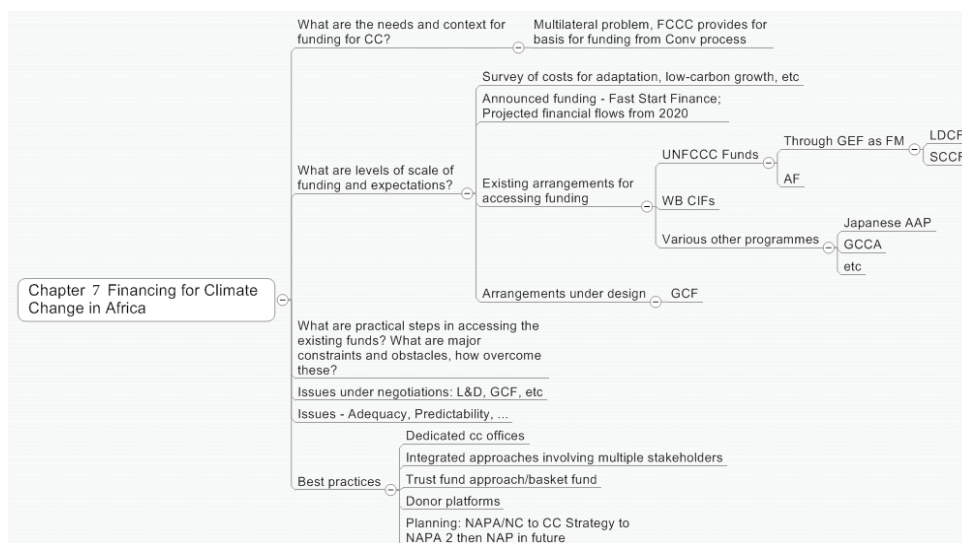 What are the needs and context for
funding for CC?
Multilateral problem, FCCC provides for
basis for funding from Conv process
Survey of costs for adaptation, low-carbon growth, etc
Announced funding - Fast Start Finance;
Projected financial flows from 2020
What are levels of scale of
funding and expectations?
Existing arrangements for
accessing funding
UNFCCC Funds
Through GEF as FM
LDCF
SCCF
AF
WB CIFs
Various other programmes
Japanese AAP
GCCA
etc
Arrangements under design
GCF
Chapter 7 Financing for Climate
Change in Africa
What are practical steps in accessing the
existing funds? What are major
constraints and obstacles, how overcome
these?
Issues under negotiations: L&D, GCF, etc
Issues - Adequacy, Predictability, ...
Best practices
Dedicated cc offices
Integrated approaches involving multiple stakeholders
Trust fund approach/basket fund
Donor platforms
Planning: NAPA/NC to CC Strategy to
NAPA 2 then NAP in future